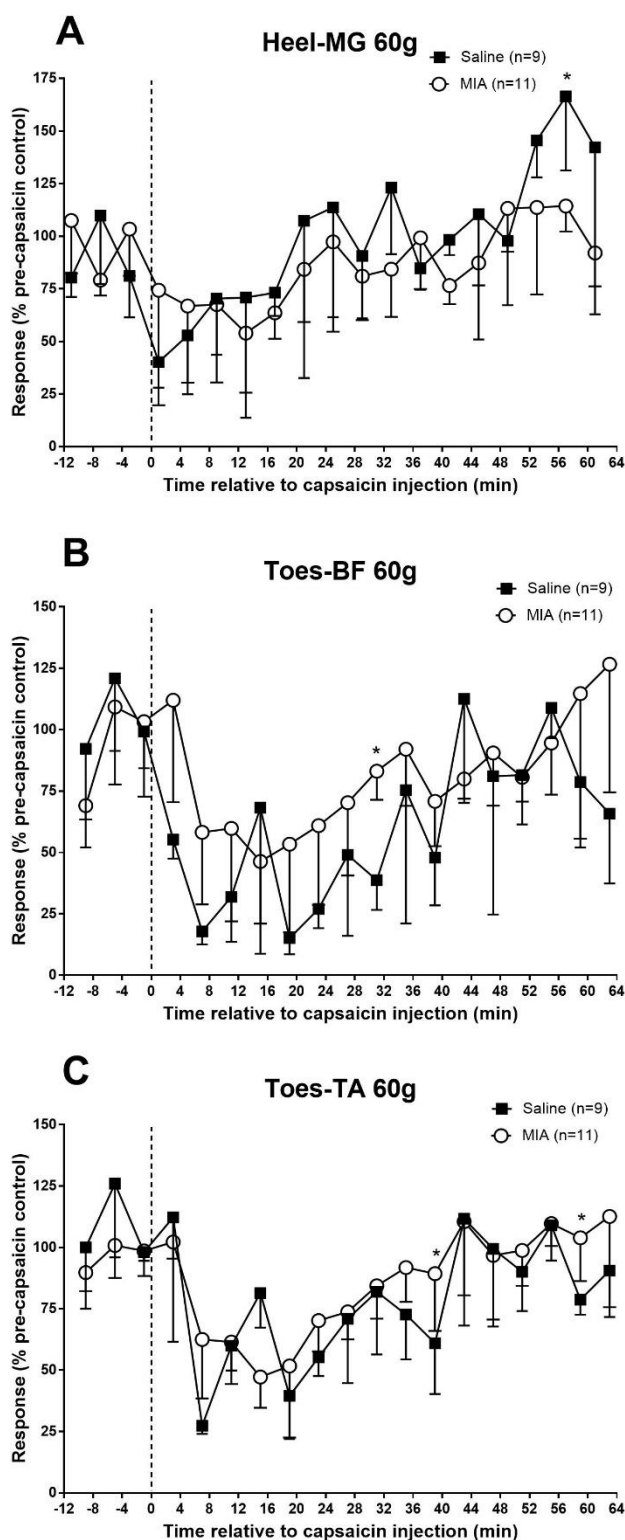 A
Heel-MG 60g
Saline (n=9)
MIA (n=11)
*
Response (% pre-capsaicin control)
175
150
125
100
75
50
25
0
-12 -8 -4 0 4 8 12 16 20 24 28 32 36 40 44 48 52 56 60 64
Time relative to capsaicin injection (min)
B
Toes-BF 60g
Saline (n=9)
MIA (n=11)
*
Response (% pre-capsaicin control)
150
125
100
75
50
25
0
-12 -8 -4 0 4 8 12 16 20 24 28 32 36 40 44 48 52 56 60 64
Time relative to capsaicin injection (min)
C
Toes-TA 60g
Saline (n=9)
MIA (n=11)
* *
Response (% pre-capsaicin control)
150
125
100
75
50
25
0
-12 -8 -4 0 4 8 12 16 20 24 28 32 36 40 44 48 52 56 60 64
Time relative to capsaicin injection (min)